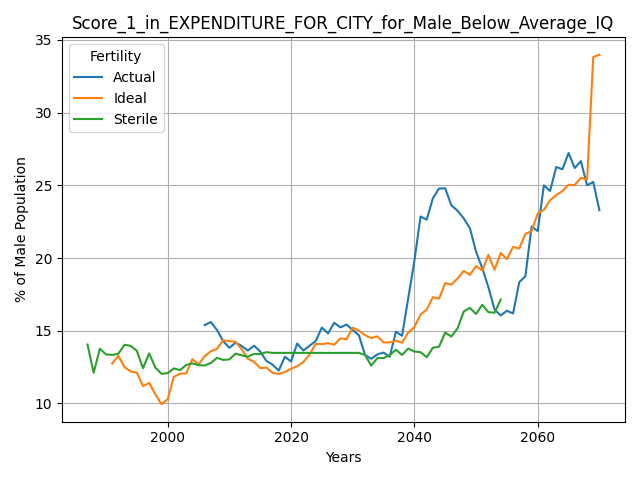 Score_1_in_EXPENDITURE_FOR_CITY_for_Male_Below_Average_IQ
Fertility
Actual
Ideal
Sterile
% of Male Population
35
30
25
20
15
10
2000
2020
2040
2060
Years